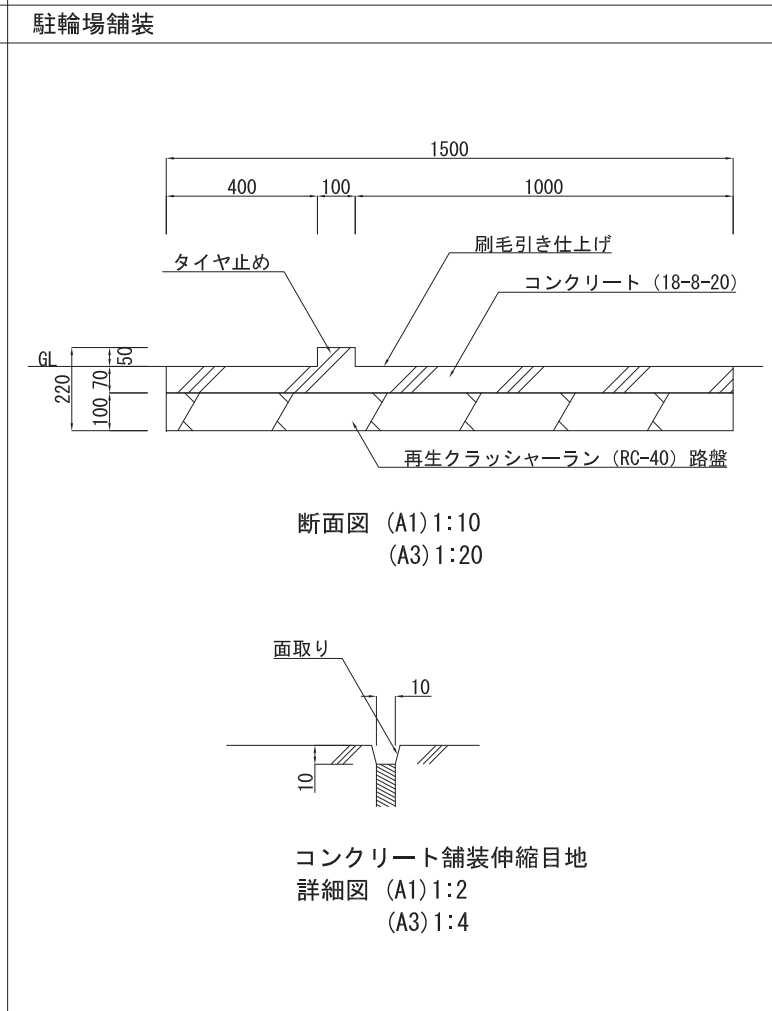 駐輪場舗装
1500
400
100
1000
刷毛引き仕上げ
タイヤ止め
コンクリート (18-8-20)
GL
50
70
100
220
再生クラッシャーラン (RC-40) 路盤
断面図 (A1)1:10
(A3)1:20
面取り
10
10
コンクリート舗装伸縮目地
詳細図 (A1)1:2
(A3)1:4